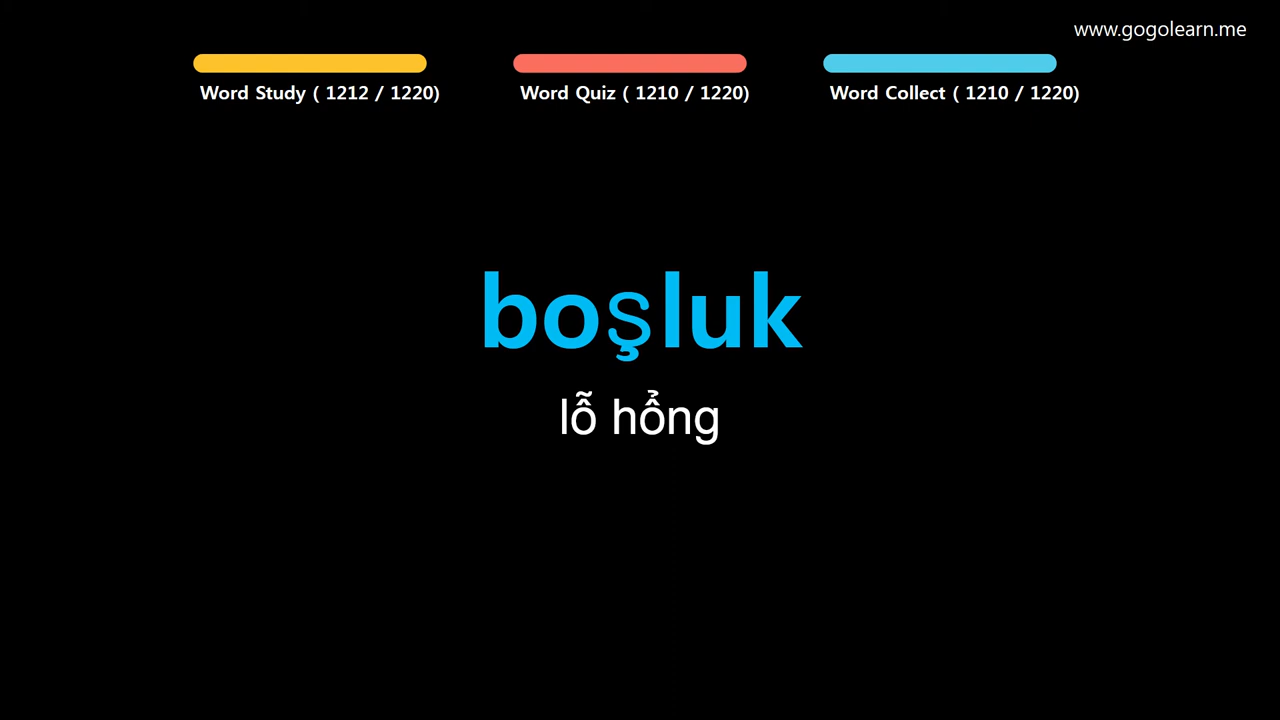 www.gogolearn.me
Word Study ( 1212 / 1220)
Word Quiz ( 1210 / 1220)
Word Collect ( 1210 / 1220)
boşluk
lỗ hổng